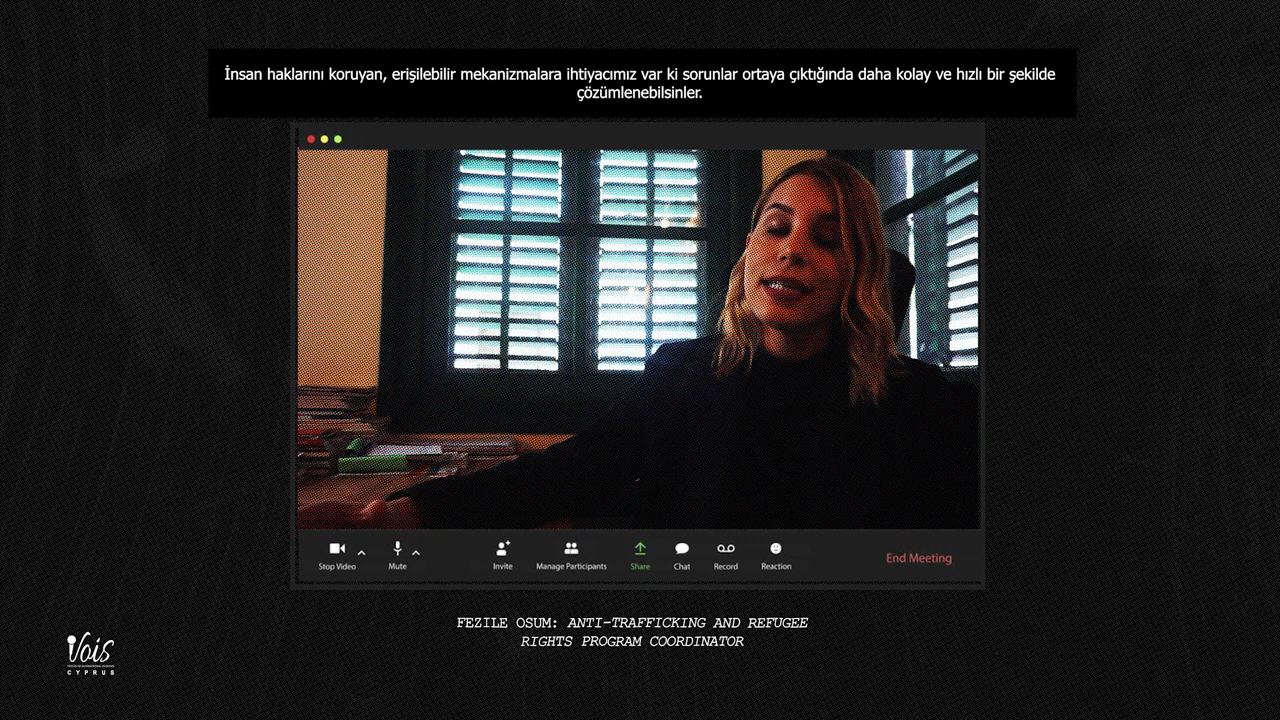 İnsan haklarını koruyan, erişilebilir mekanizmalara ihtiyacımız var ki sorunlar ortaya çıktığında daha kolay ve hızlı bir şekilde
çözümlenebilsinler.
Stop Video
Mute
Invite
Manage Participants
Share
Chat
Record
Reaction
End Meeting
FEZILE OSUM: ANTI-TRAFFICKING AND REFUGEE
RIGHTS PROGRAM COORDINATOR
Vois
CYPRUS